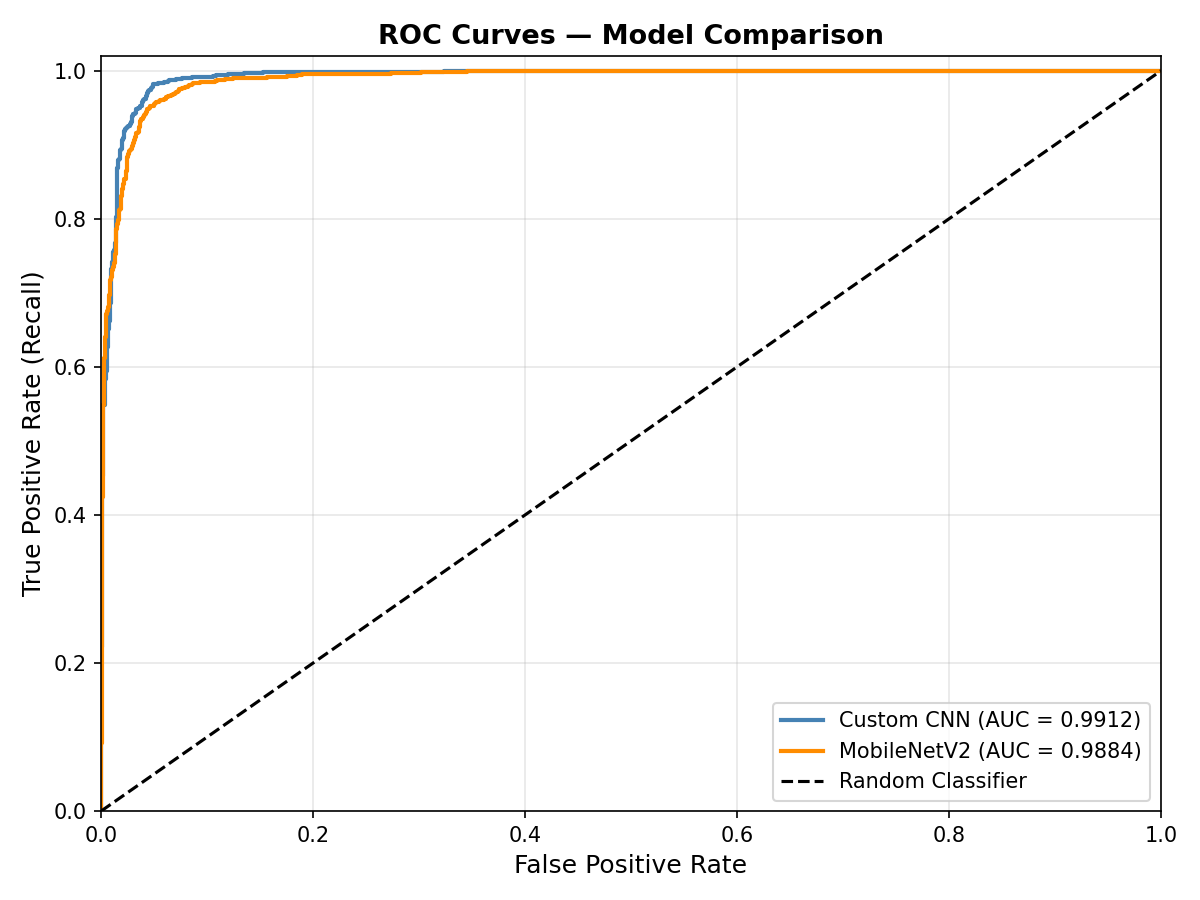 ROC Curves — Model Comparison
True Positive Rate (Recall)
1.0
0.8
0.6
0.4
0.2
0.0
0.0 0.2 0.4 0.6 0.8 1.0
False Positive Rate
Custom CNN (AUC = 0.9912)
MobileNetV2 (AUC = 0.9884)
Random Classifier